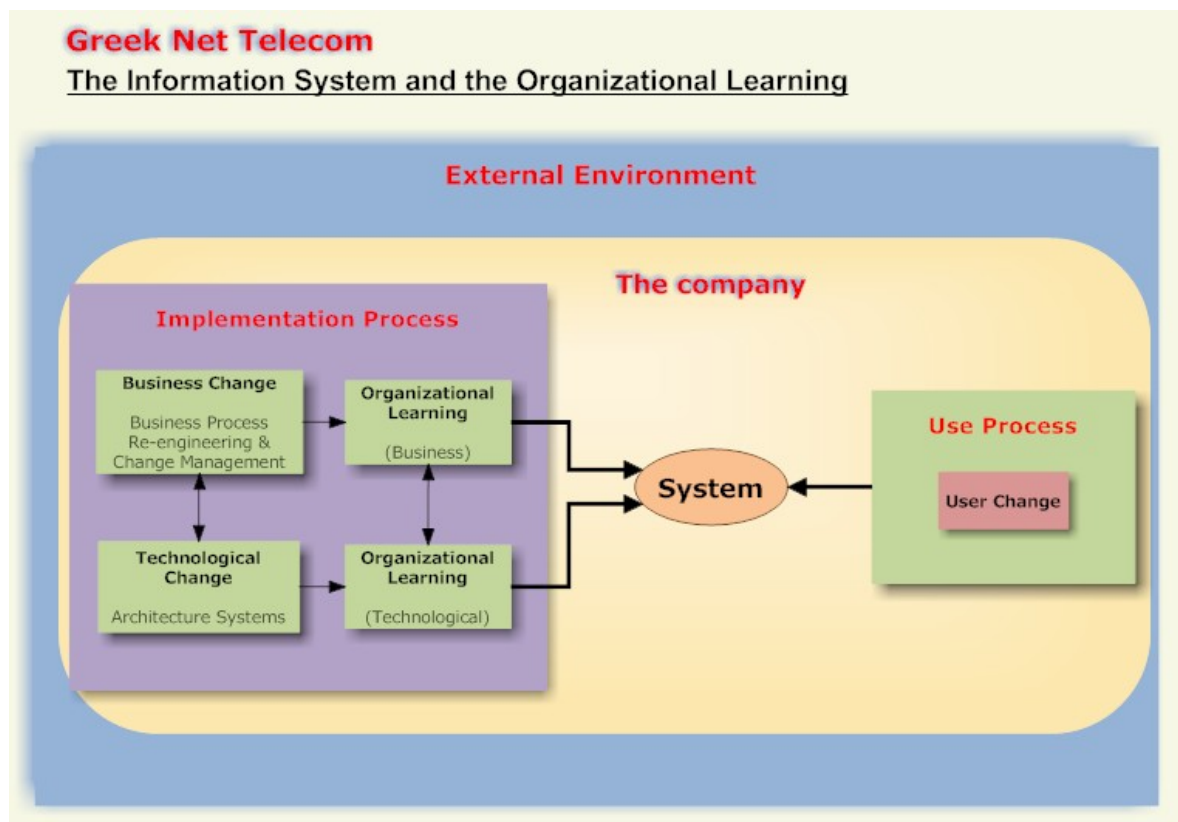 Greek Net Telecom
The Information System and the Organizational Learning
External Environment
The company
Implementation Process
Business Change
Business Process
Re-engineering &
Change Management
Organizational
Learning
(Business)
Technological
Change
Architecture Systems
Organizational
Learning
(Technological)
System
Use Process
User Change